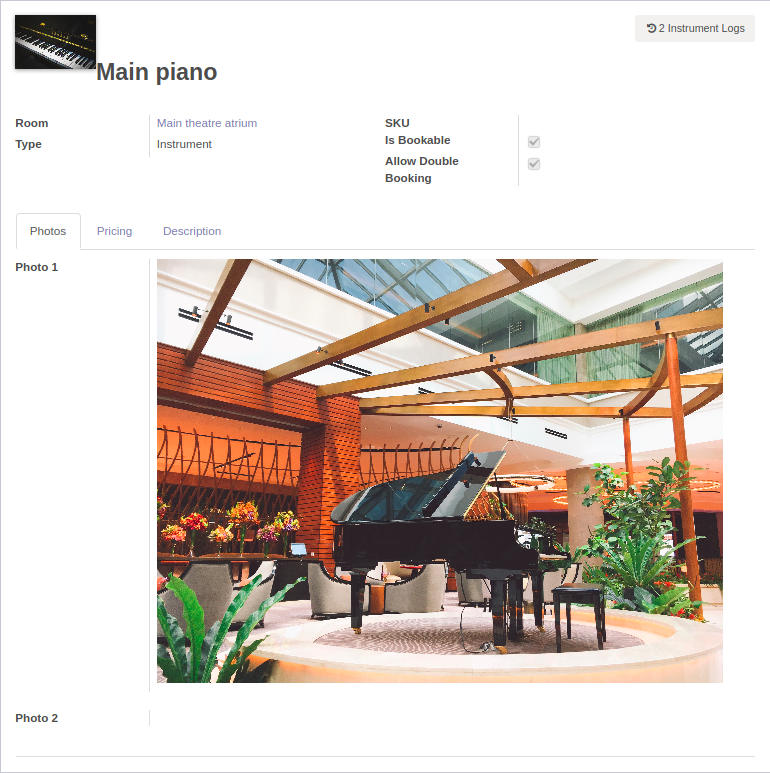 2 Instrument Logs
Main piano
Room
Main theatre atrium
Type
Instrument
SKU
Is Bookable
Allow Double
Booking
Photos
Pricing
Description
Photo 1
Photo 2